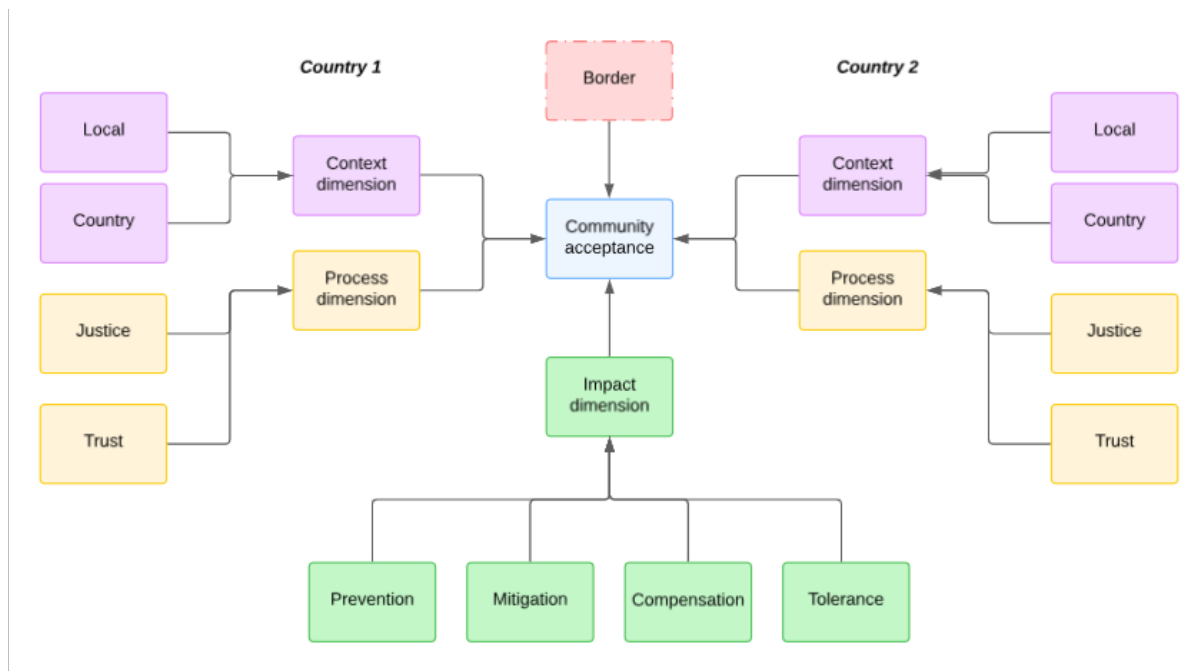 Country 1
Border
Country 2
Local
Country
Context
dimension
Context
dimension
Local
Country
Community
acceptance
Justice
Trust
Process
dimension
Process
dimension
Justice
Trust
Impact
dimension
Prevention
Mitigation
Compensation
Tolerance